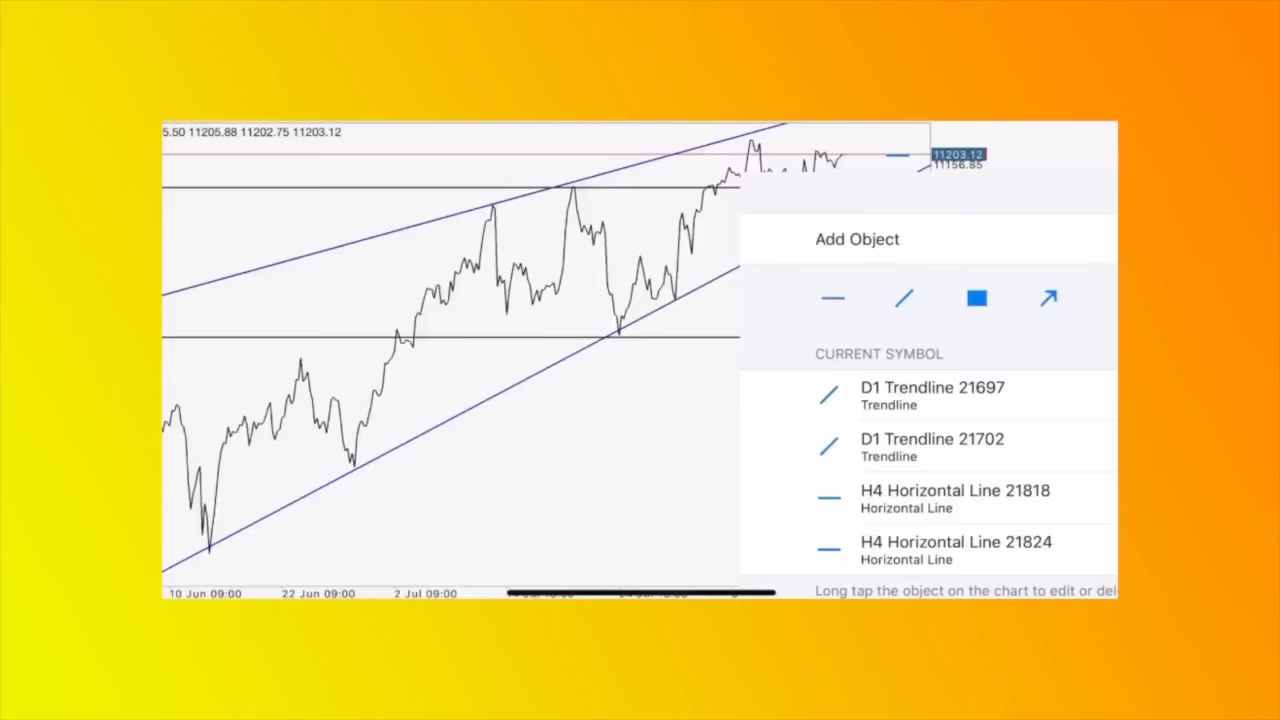 5.50 11205.88 11202.75 11203.12
11203.12
11156.85
Add Object
CURRENT SYMBOL
D1 Trendline 21697
Trendline
D1 Trendline 21702
Trendline
H4 Horizontal Line 21818
Horizontal Line
H4 Horizontal Line 21824
Horizontal Line
Long tap the object on the chart to edit or del
10 Jun 09:00 22 Jun 09:00 2 Jul 09:00